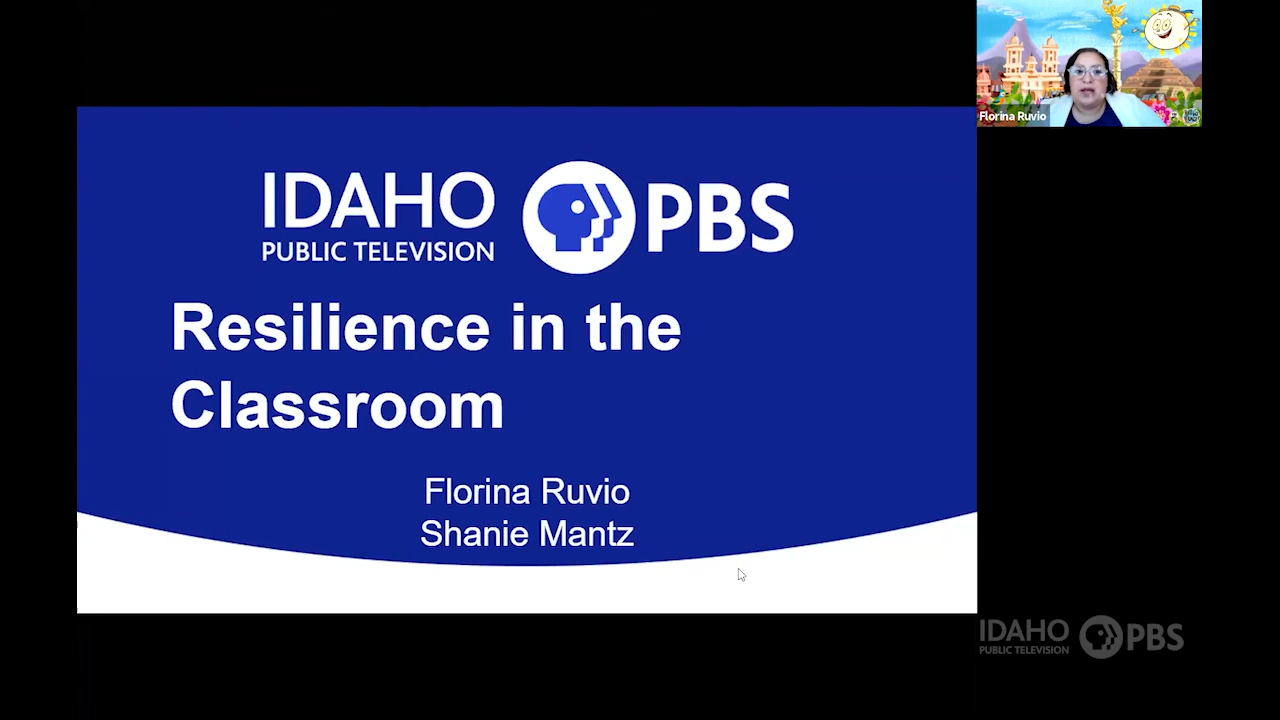 IDAHO
PUBLIC TELEVISION
PBS
Resilience in the
Classroom
Florina Ruvio
Shanie Mantz
Florina Ruvio
IDAHO
PUBLIC TELEVISION
PBS